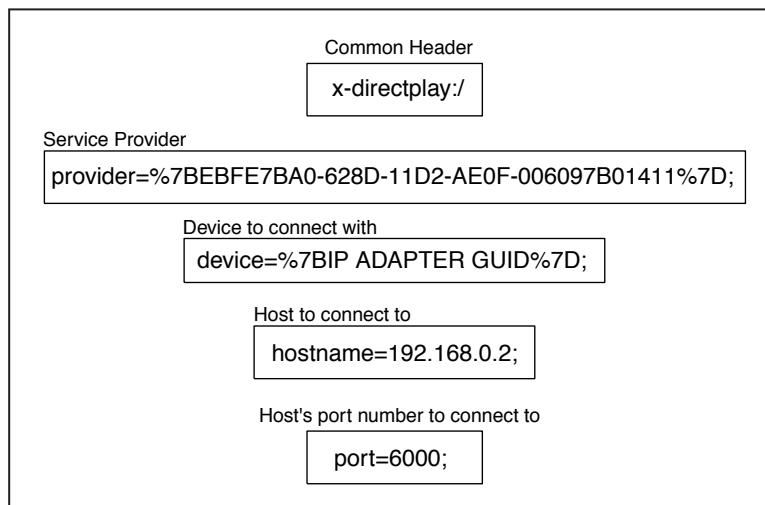 Common Header
x-directplay:/
Service Provider
provider=%7BEBFE7BA0-628D-11D2-AE0F-006097B01411%7D;
Device to connect with
device=%7BIP ADAPTER GUID%7D;
Host to connect to
hostname=192.168.0.2;
Host's port number to connect to
port=6000;